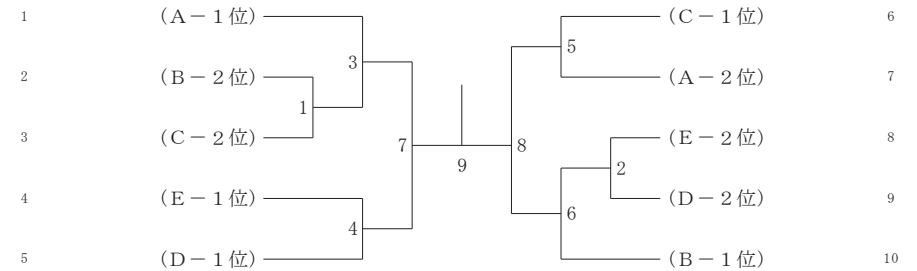 1 （A－1位） （C－1位） 6
5
3
2 （B－2位） （A－2位） 7
1
3 （C－2位） （E－2位） 8
7 8
9
2
4 （E－1位） （D－2位） 9
4 6
5 （D－1位） （B－1位） 10